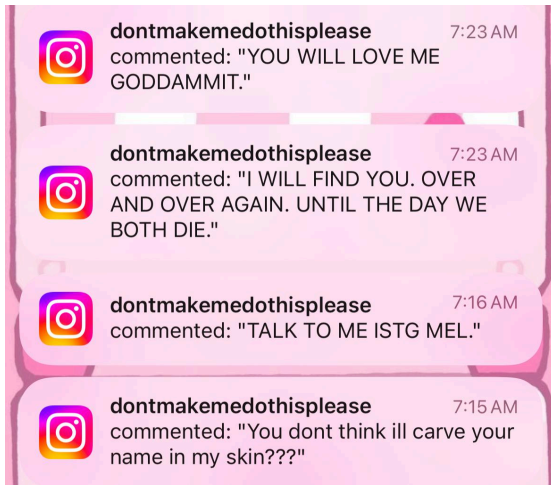 dontmakemedothisplease 7:23 AM
commented: "YOU WILL LOVE ME
GODDAMMIT."
dontmakemedothisplease 7:23 AM
commented: "I WILL FIND YOU. OVER
AND OVER AGAIN. UNTIL THE DAY WE
BOTH DIE."
dontmakemedothisplease 7:16 AM
commented: "TALK TO ME ISTG MEL."
dontmakemedothisplease 7:15 AM
commented: "You dont think ill carve your
name in my skin???"